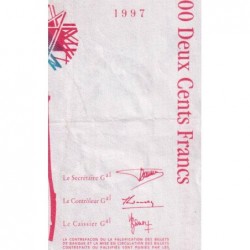 1997
00 Deux Cents Francs
Le Secrétaire Gal
Le Contrôleur Gal
Le Caissier Gal
LA CONTREFAÇON OU LA FALSIFICATION DES BILLETS
DE BANQUE ET LA MISE EN CIRCULATION DES BILLETS
CONTREFAITS OU FALSIFIÉS SONT PUNIES PAR LES